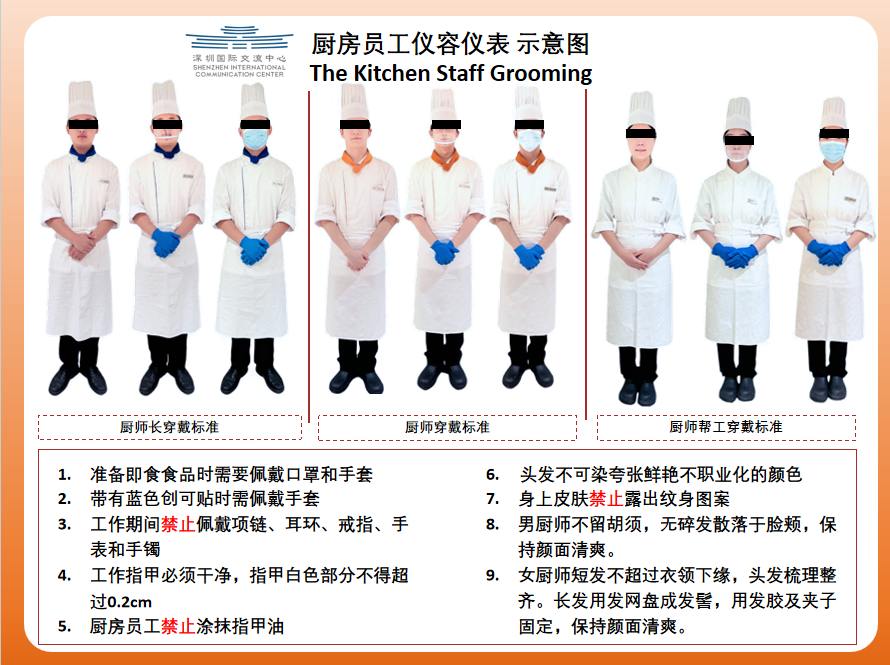 深圳国际交流中心
SHENZHEN INTERNATIONAL
COMMUNICATION CENTER
厨房员工仪容仪表 示意图
The Kitchen Staff Grooming
厨师长穿戴标准
厨师穿戴标准
厨师帮工穿戴标准
1. 准备即食食品时需要佩戴口罩和手套
2. 带有蓝色创可贴时需佩戴手套
3. 工作期间禁止佩戴项链、耳环、戒指、手
表和手镯
4. 工作指甲必须干净，指甲白色部分不得超
过0.2cm
5. 厨房员工禁止涂抹指甲油
6. 头发不可染夸张鲜艳不职业化的颜色
7. 身上皮肤禁止露出纹身图案
8. 男厨师不留胡须，无碎发散落于脸颊，保
持颜面清爽。
9. 女厨师短发不超过衣领下缘，头发梳理整
齐。长发用发网盘成发髻，用发胶及夹子
固定，保持颜面清爽。